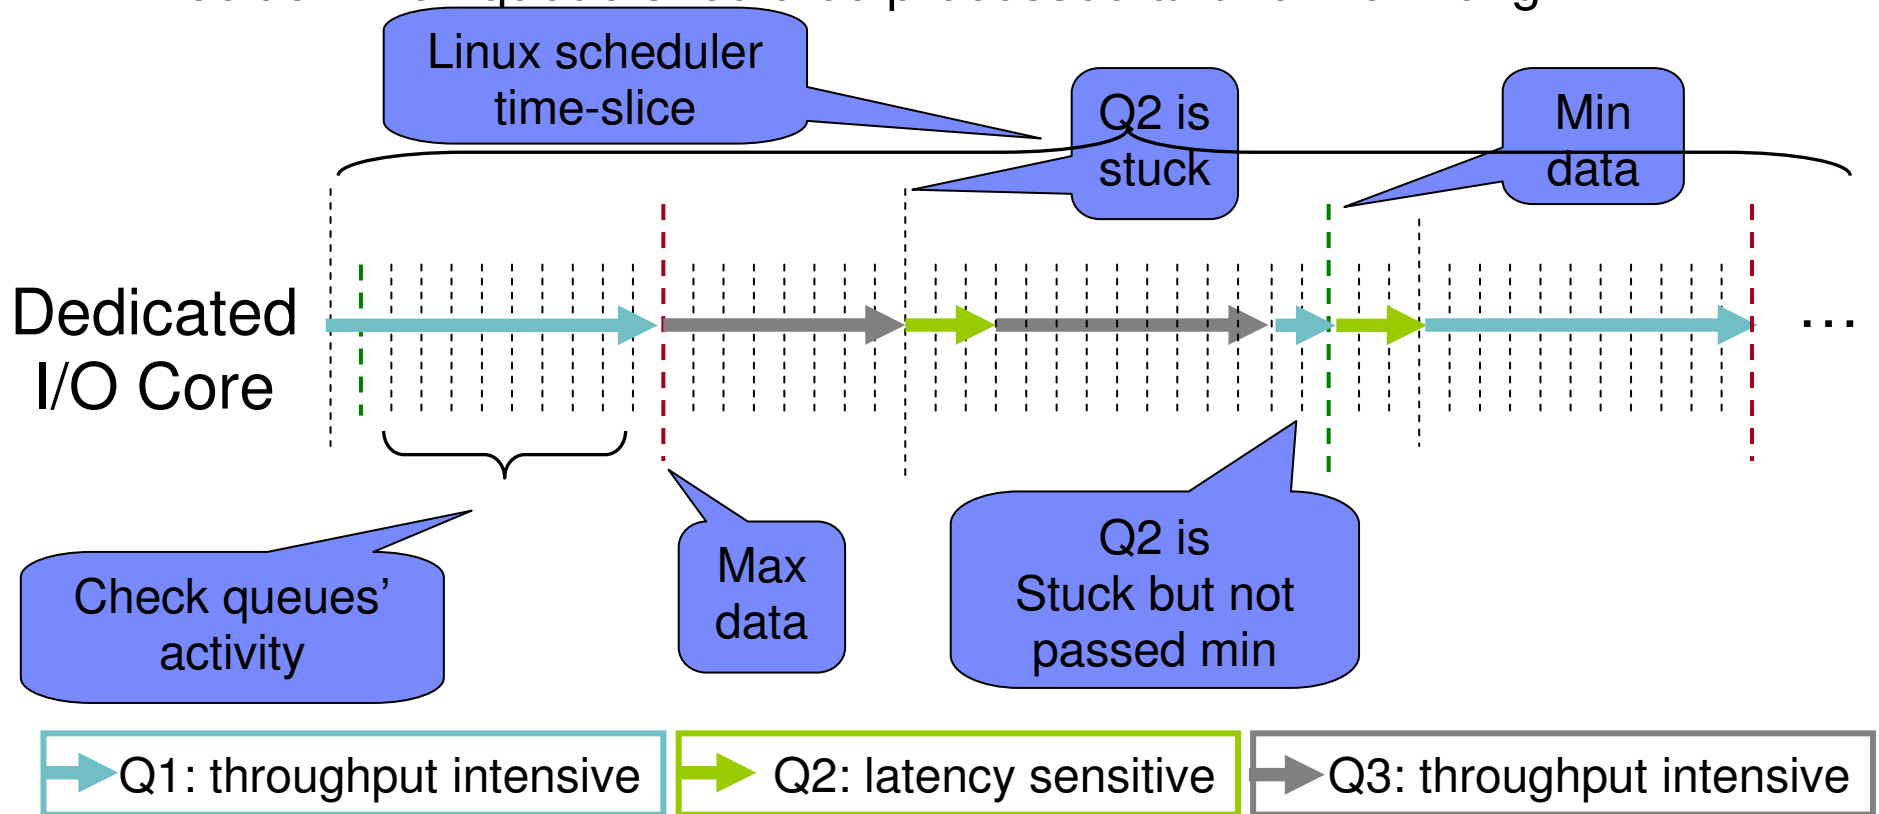 Linux scheduler
time-slice
Q2 is
stuck
Min
data
Dedicated
I/O Core
...
Check queues’
activity
Max
data
Q2 is
Stuck but not
passed min
Q1: throughput intensive
Q2: latency sensitive
Q3: throughput intensive